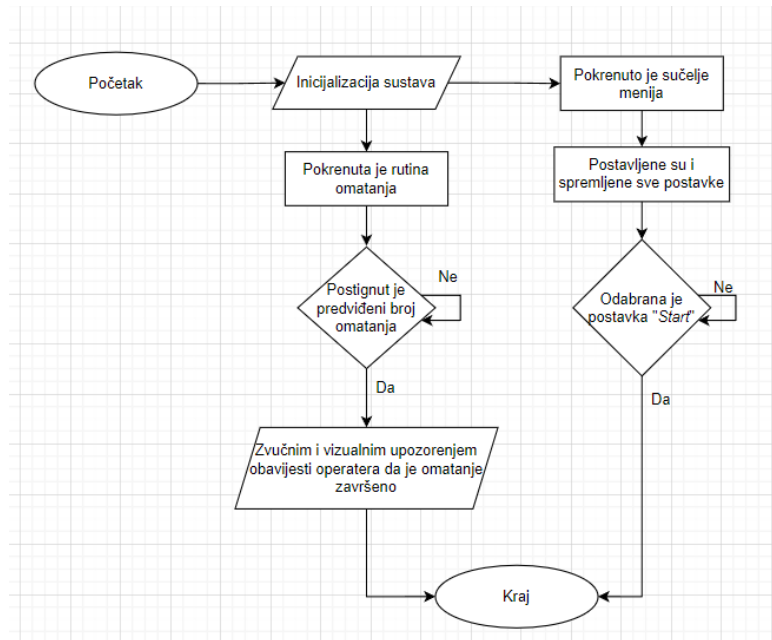 Početak
Inicijalizacija sustava
Pokrenuto je sučelje
menija
Pokrenuta je rutina
omatanja
Postavljene su i
spremljene sve postavke
Postignut je
predviđeni broj
omatanja
Ne
Da
Odabrana je
postavka "Start"
Ne
Da
Zvučnim i vizualnim upozorenjem
obavijesti operatera da je omatanje
završeno
Kraj